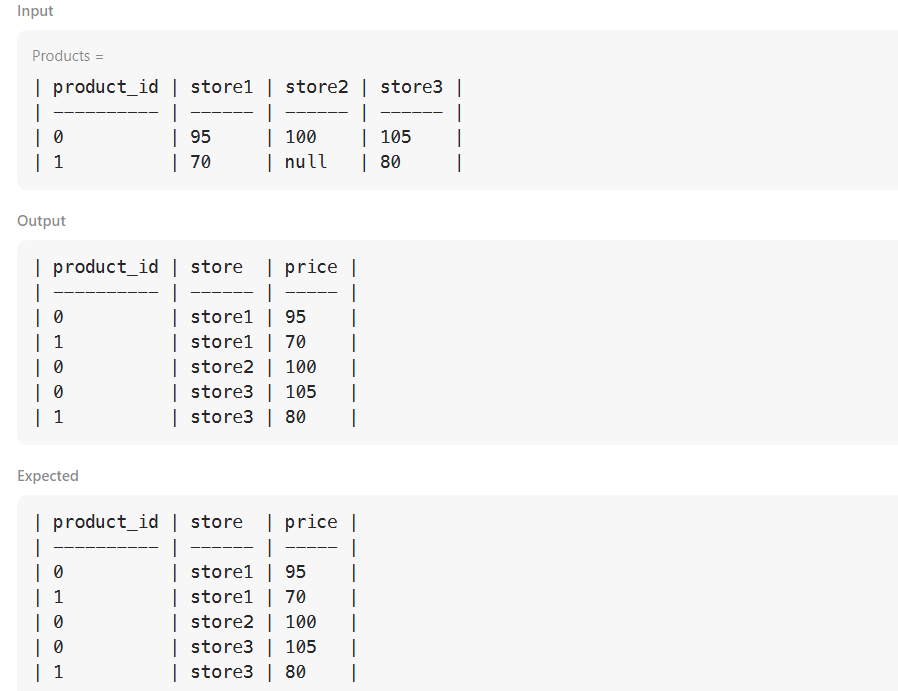 Input
Products =
| product_id | store1 | store2 | store3 |
| ---------- | ------ | ------ | ------ |
| 0          | 95     | 100    | 105    |
| 1          | 70     | null   | 80     |
Output
| product_id | store  | price |
| ---------- | ------ | ----- |
| 0          | store1 | 95    |
| 1          | store1 | 70    |
| 0          | store2 | 100   |
| 0          | store3 | 105   |
| 1          | store3 | 80    |
Expected
| product_id | store  | price |
| ---------- | ------ | ----- |
| 0          | store1 | 95    |
| 1          | store1 | 70    |
| 0          | store2 | 100   |
| 0          | store3 | 105   |
| 1          | store3 | 80    |